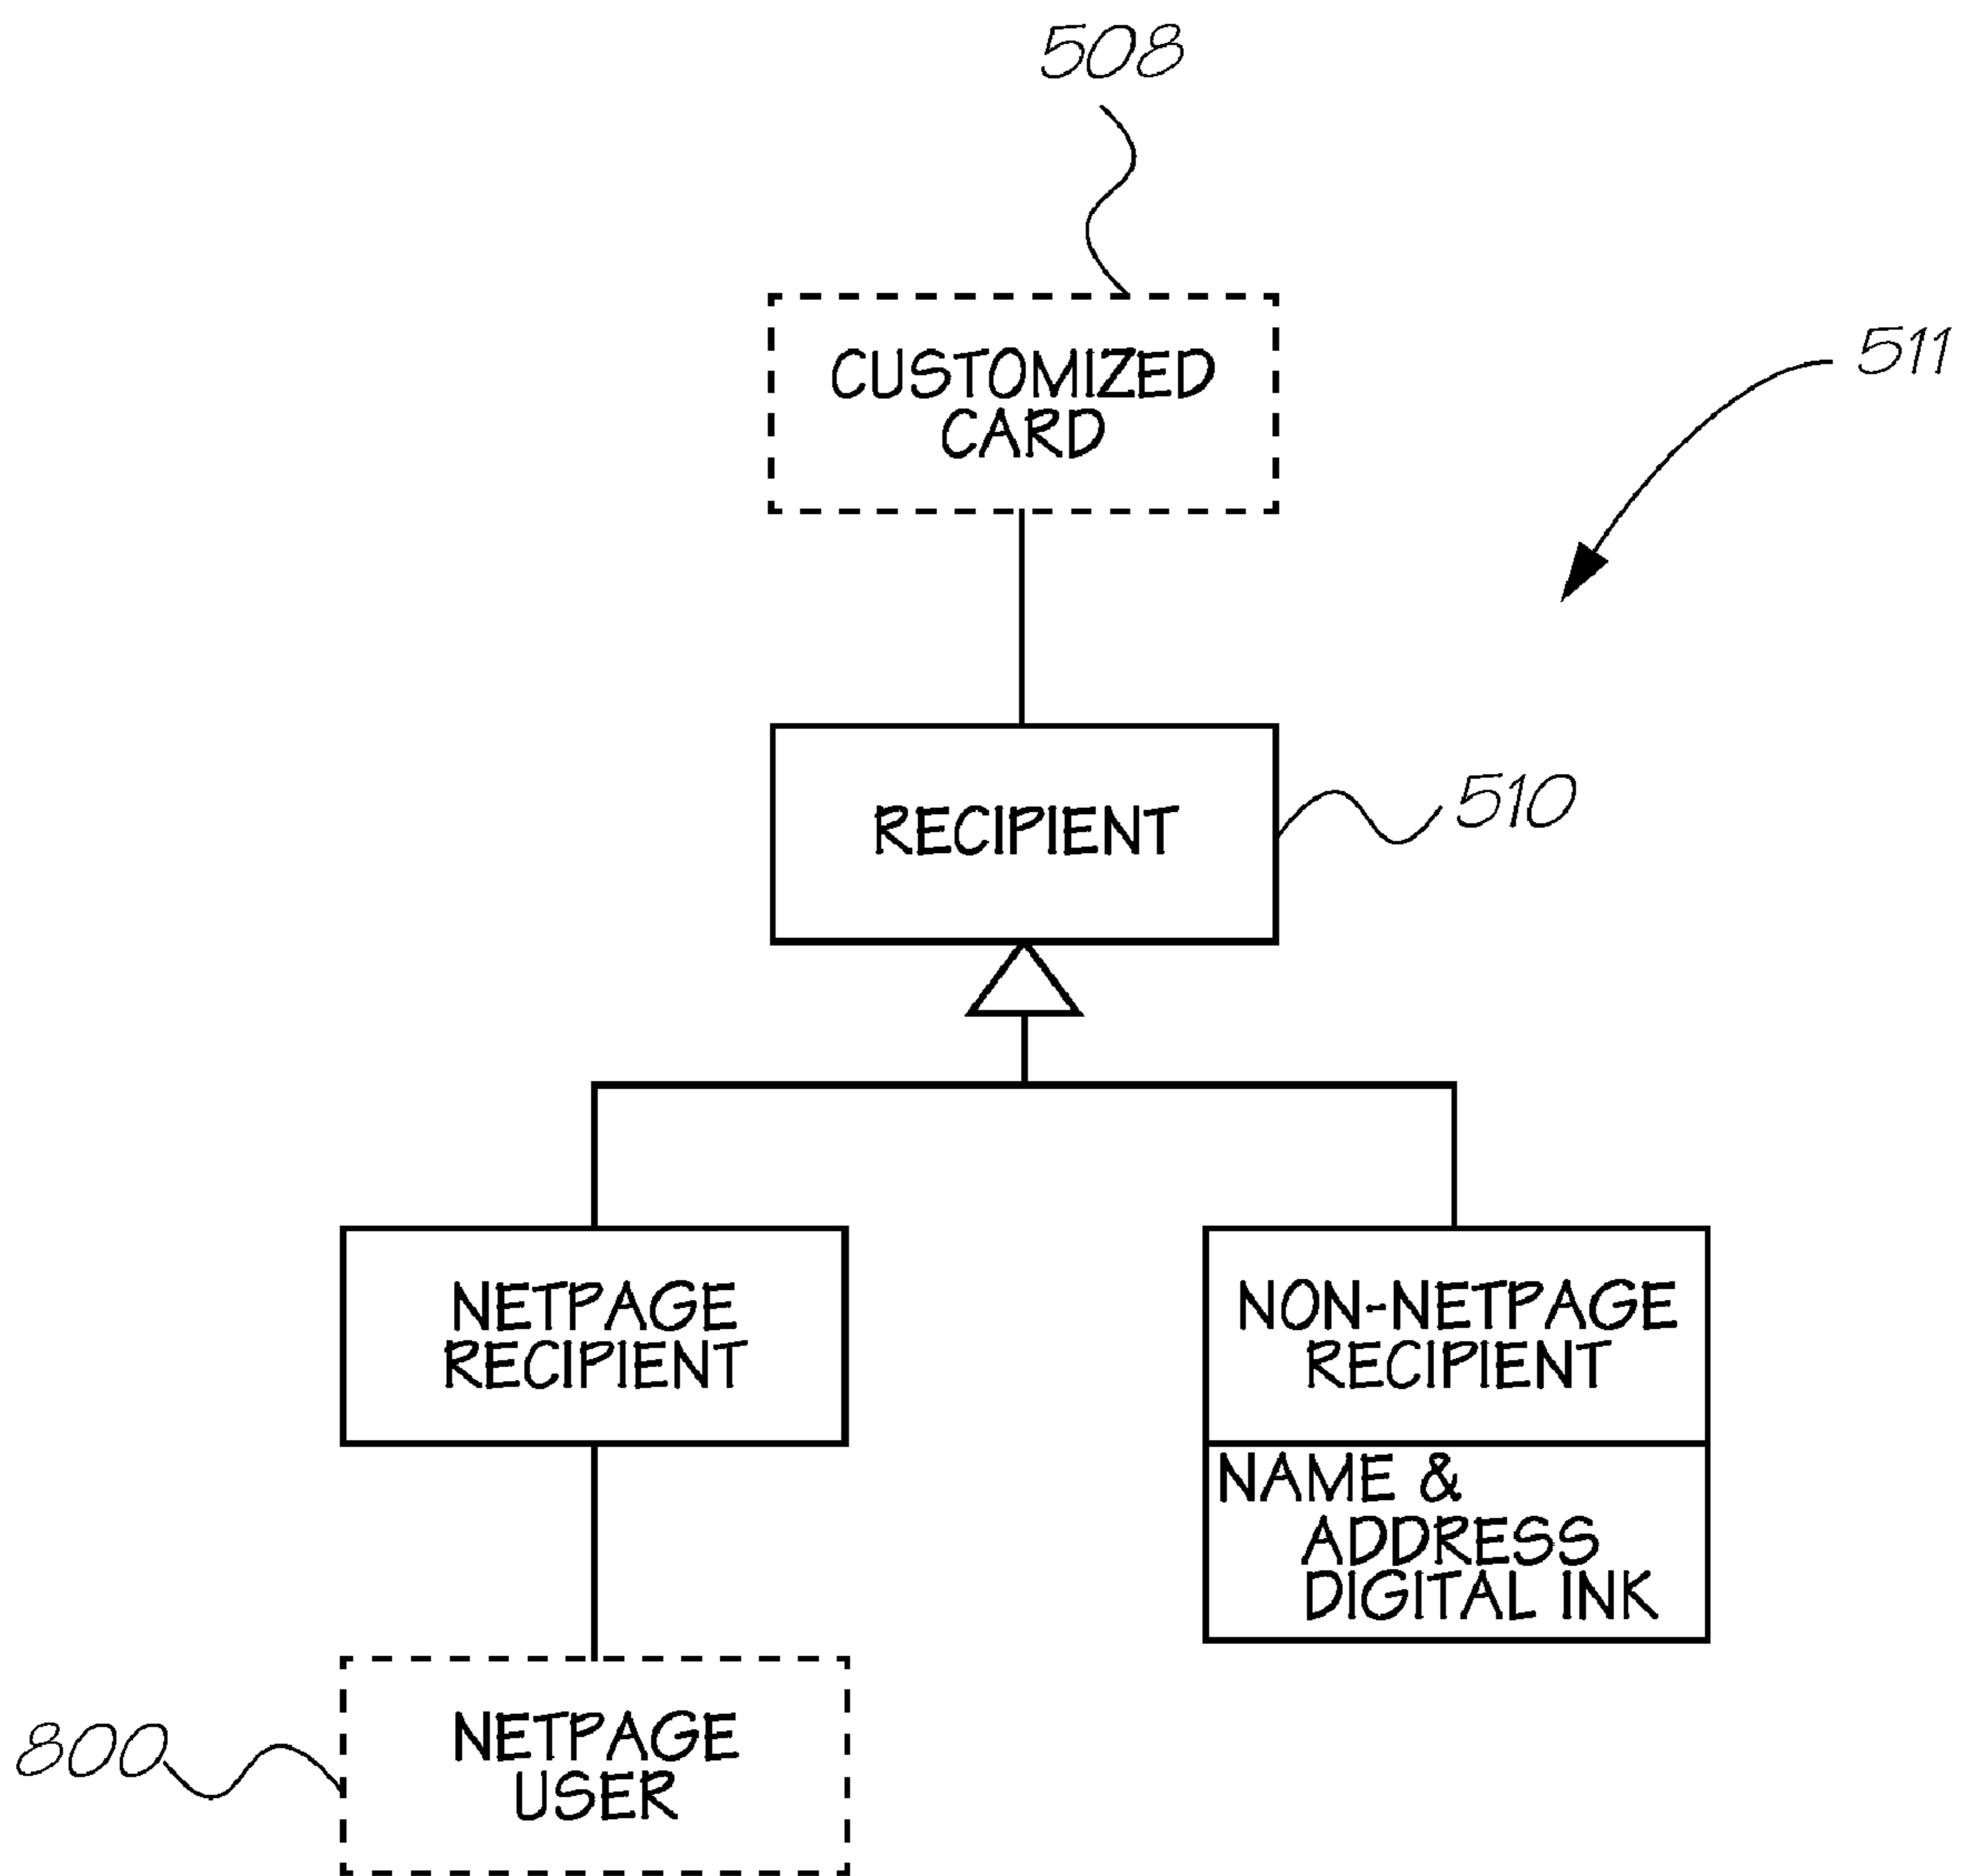 508
CUSTOMIZED
CARD
511
RECIPIENT
510
NETPAGE
RECIPIENT
NON-NETPAGE
RECIPIENT
NAME &
ADDRESS
DIGITAL INK
800
NETPAGE
USER